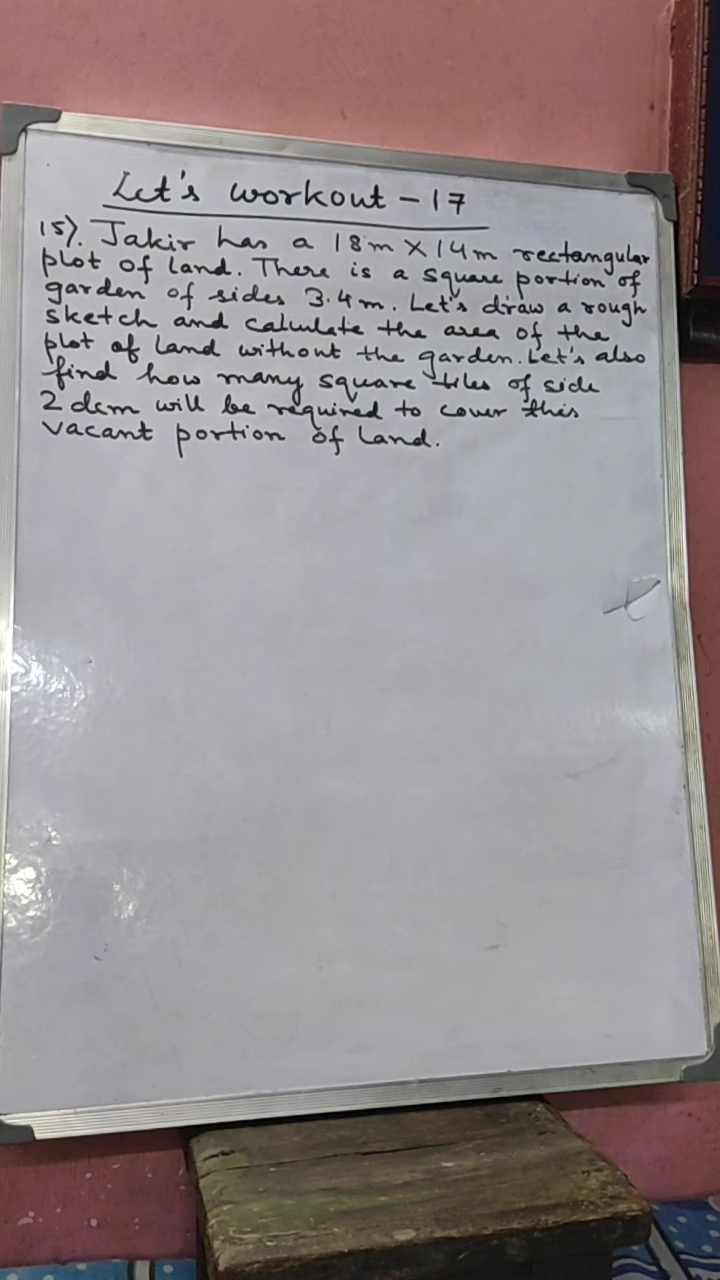 Let's workout - 17
15). Jakir has a 18m X 14m rectangular
plot of land. There is a square portion of
garden of sides 3.4m. Let's draw a rough
sketch and calculate the area of the
plot of land without the garden. Let's also
find how many square tiles of side
2 dcm will be required to cover this
vacant portion of land.